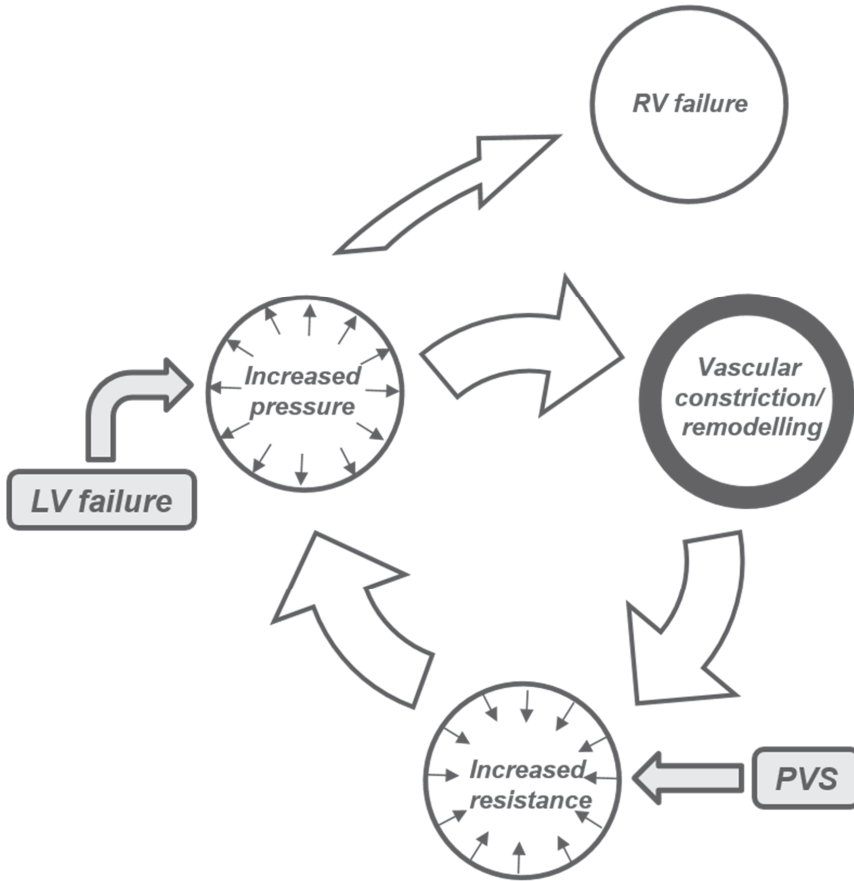 RV failure
Increased
pressure
Vascular
constriction/
remodelling
LV failure
Increased
resistance
PVS